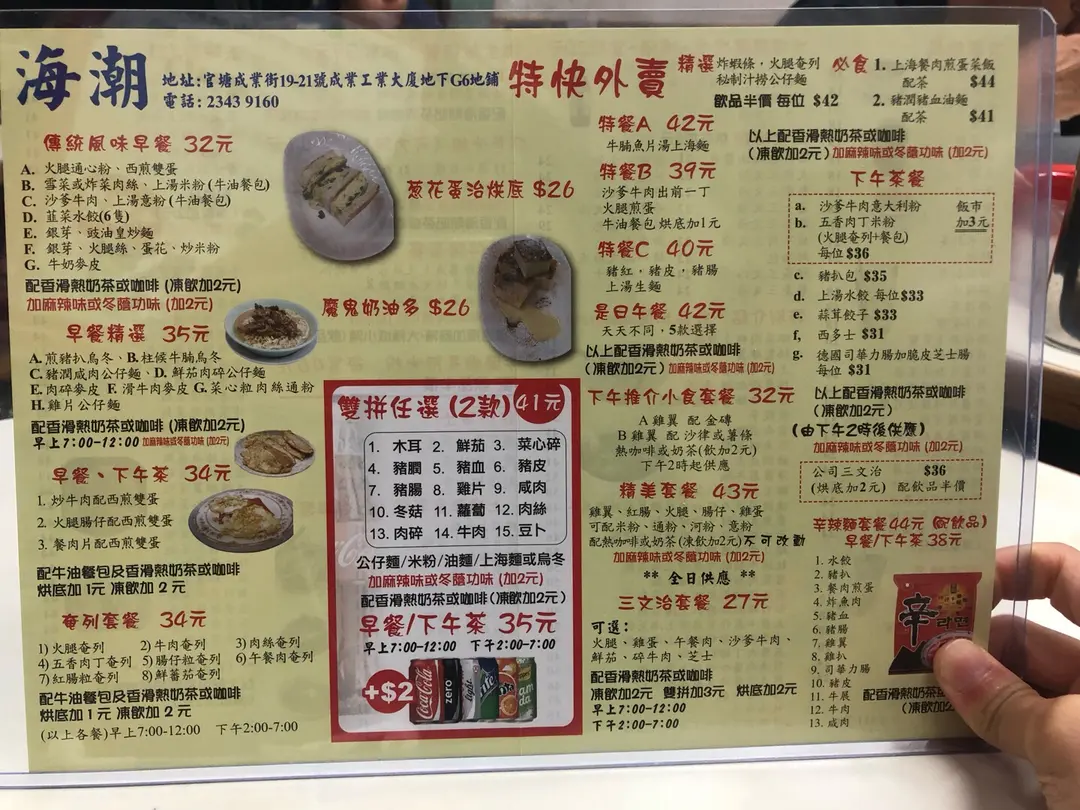 海潮
地址:官塘成業街19-21號成業工業大廈地下G6地鋪
電話: 2343 9160
特快外賣
精選 炸蝦條，火腿奄列
秘制汁撈公仔麵
飲品半價 每位 $42
必食 1. 上海餐肉煎蛋菜飯
配茶 $44
2. 豬潤豬血油麵
配茶 $41
傳統風味早餐 32元
A. 火腿通心粉、西煎雙蛋
B. 雪菜或炸菜肉絲、上湯米粉 (牛油餐包)
C. 沙爹牛肉、上湯意粉 (牛油餐包)
D. 韮菜水餃(6隻)
E. 銀芽、豉油皇炒麵
F. 銀芽、火腿絲、蛋花、炒米粉
G. 牛奶麥皮
配香滑熱奶茶或咖啡 (凍飲加2元)
加麻辣味或冬蔭功味 (加2元)
早餐精選 35元
A. 煎豬扒烏冬、B. 柱候牛腩烏冬
C. 豬潤咸肉公仔麵、D. 鮮茄肉碎公仔麵
E. 肉碎麥皮 F. 滑牛肉麥皮 G. 菜心粒肉絲通粉
H. 雞片公仔麵
配香滑熱奶茶或咖啡 (凍飲加2元)
早上7:00-12:00 加麻辣味或冬蔭功味 (加2元)
早餐、下午茶 34元
1. 炒牛肉配西煎雙蛋
2. 火腿腸仔配西煎雙蛋
3. 餐肉片配西煎雙蛋
配牛油餐包及香滑熱奶茶或咖啡
烘底加 1元 凍飲加 2 元
奄列套餐 34元
1) 火腿奄列 2) 牛肉奄列 3) 肉絲奄列
4) 五香肉丁奄列 5) 腸仔粒奄列 6) 午餐肉奄列
7) 紅腸粒奄列 8) 鮮蕃茄奄列
配牛油餐包及香滑熱奶茶或咖啡
烘底加 1 元 凍飲加 2 元
(以上各餐) 早上7:00-12:00 下午2:00-7:00
葱花蛋治烘底 $26
魔鬼奶油多 $26
雙拼任選 (2款) 41元
1. 木耳 2. 鮮茄 3. 菜心碎
4. 豬膶 5. 豬血 6. 豬皮
7. 豬腸 8. 雞片 9. 咸肉
10. 冬菇 11. 蘿蔔 12. 肉絲
13. 肉碎 14. 牛肉 15. 豆卜
公仔麵/米粉/油麵/上海麵或烏冬
加麻辣味或冬蔭功味 (加2元)
配香滑熱奶茶或咖啡(凍飲加2元)
早餐/下午茶 35元
早上7:00-12:00 下午2:00-7:00
+$2
Coca-Cola
zero
light
特餐A 42元
牛腩魚片湯上海麵
特餐B 39元
沙爹牛肉出前一丁
火腿煎蛋
牛油餐包 烘底加1元
特餐C 40元
豬紅，豬皮，豬腸
上湯生麵
是日午餐 42元
天天不同，5款選擇
以上配香滑熱奶茶或咖啡
(凍飲加2元) 加麻辣味或冬蔭功味 (加2元)
下午推介小食套餐 32元
A 雞翼 配 金磚
B 雞翼 配 沙律或薯條
熱咖啡或奶茶(飲加2元)
下午2時起供應
精美套餐 43元
雞翼、紅腸、火腿、腸仔、雞蛋
可配米粉、通粉、河粉、意粉
配熱咖啡或奶茶(凍飲加2元)不可改動
加麻辣味或冬蔭功味 (加2元)
** 全日供應 **
三文治套餐 27元
可選：
火腿、雞蛋、午餐肉、沙爹牛肉、
鮮茄、碎牛肉、芝士
配香滑熱奶茶或咖啡
凍飲加2元 雙拼加3元 烘底加2元
早上7:00-12:00
下午2:00-7:00
以上配香滑熱奶茶或咖啡
(凍飲加2元) 加麻辣味或冬蔭功味 (加2元)
下午茶餐
a. 沙爹牛肉意大利粉 飯市
b. 五香肉丁米粉 加3元
(火腿奄列+餐包)
每位$36
c. 豬扒包 $35
d. 上湯水餃 每位$33
e. 蒜茸餃子 $33
f, 西多士 $31
g. 德國司華力腸加脆皮芝士腸
每位 $31
以上配香滑熱奶茶或咖啡
(凍飲加2元)
(由下午2時後供應)
加麻辣味或冬蔭功味 (加2元)
公司三文治 $36
(烘底加2元) 配飲品半價
辛辣麵套餐44元 (配飲品)
早餐/下午茶 38元
1. 水餃
2. 豬扒
3. 餐肉煎蛋
4. 炸魚肉
5. 豬血
6. 豬腸
7. 雞翼
8. 雞扒
9. 司華力腸
10. 豬皮
11. 牛展
12. 牛肉
13. 咸肉
辛
라면
配香滑熱奶茶或
(凍飲加2